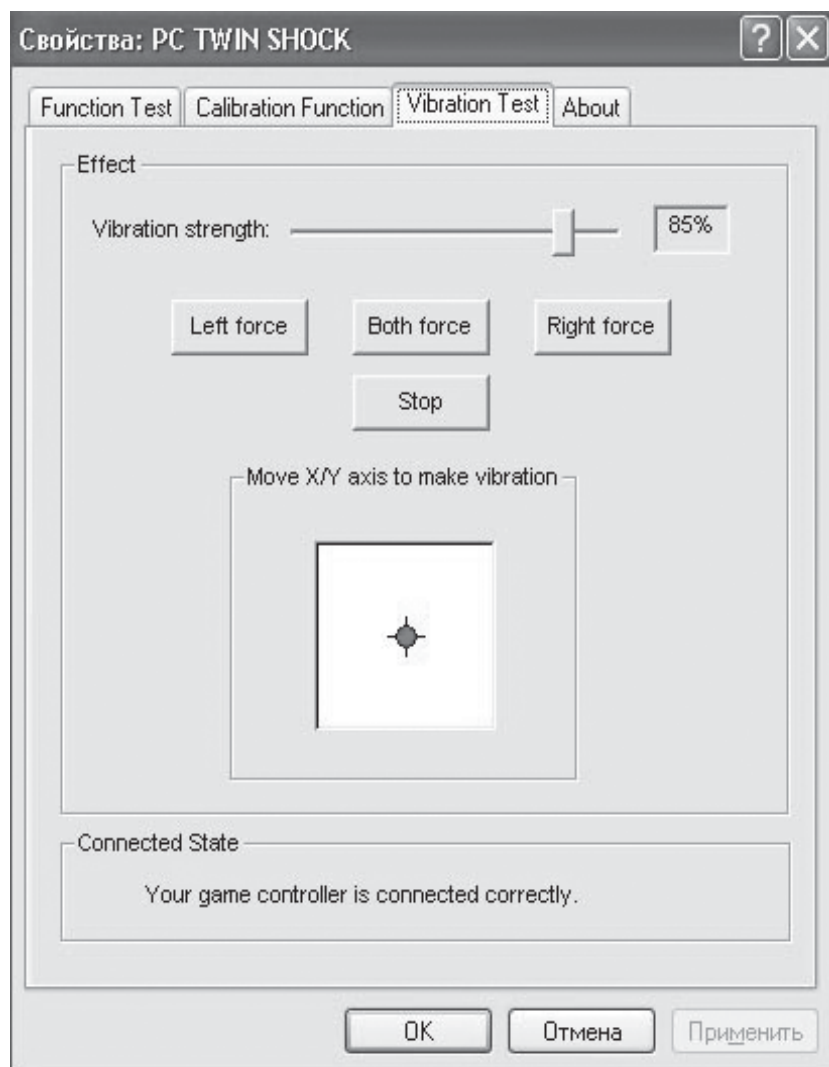 Свойства: PC TWIN SHOCK
Function Test Calibration Function Vibration Test About
Effect
Vibration strength: 85%
Left force Both force Right force
Stop
Move X/Y axis to make vibration
Connected State
Your game controller is connected correctly.
OK Отмена Применить